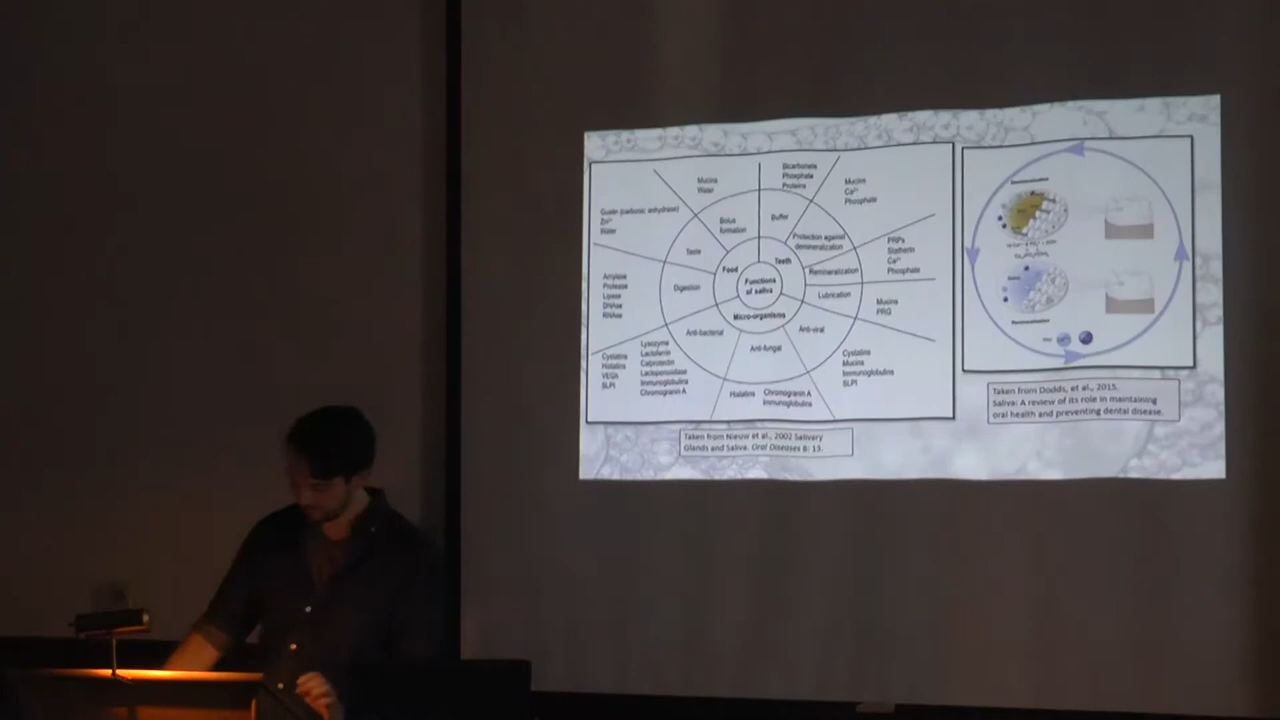 Mucins
Water
Bicarbonate
Phosphate
Proteins
Mucins
Ca²⁺
Phosphate
Gustin (carbonic anhydrase)
Zn²⁺
Water
Bolus
formation
Buffer
Protection against
demineralization
PRPs
Statherin
Ca²⁺
Phosphate
Taste
Food
Teeth
Remineralization
Amylase
Protease
Lipase
DNAse
RNAse
Digestion
Functions
of saliva
Lubrication
Mucins
PRG
Micro-organisms
Anti-bacterial
Anti-fungal
Anti-viral
Cystatins
Histatins
VEGh
SLPI
Lysozyme
Lactoferrin
Calprotectin
Lactoperoxidase
Immunoglobulins
Chromogranin A
Histatins
Chromogranin A
Immunoglobulins
Cystatins
Mucins
Immunoglobulins
SLPI
Taken from Nieuw et al., 2002 Salivary
Glands and Saliva. Oral Diseases 8: 13.
Demineralization
Remineralization
Taken from Dodds, et al., 2015.
Saliva: A review of its role in maintaining
oral health and preventing dental disease.